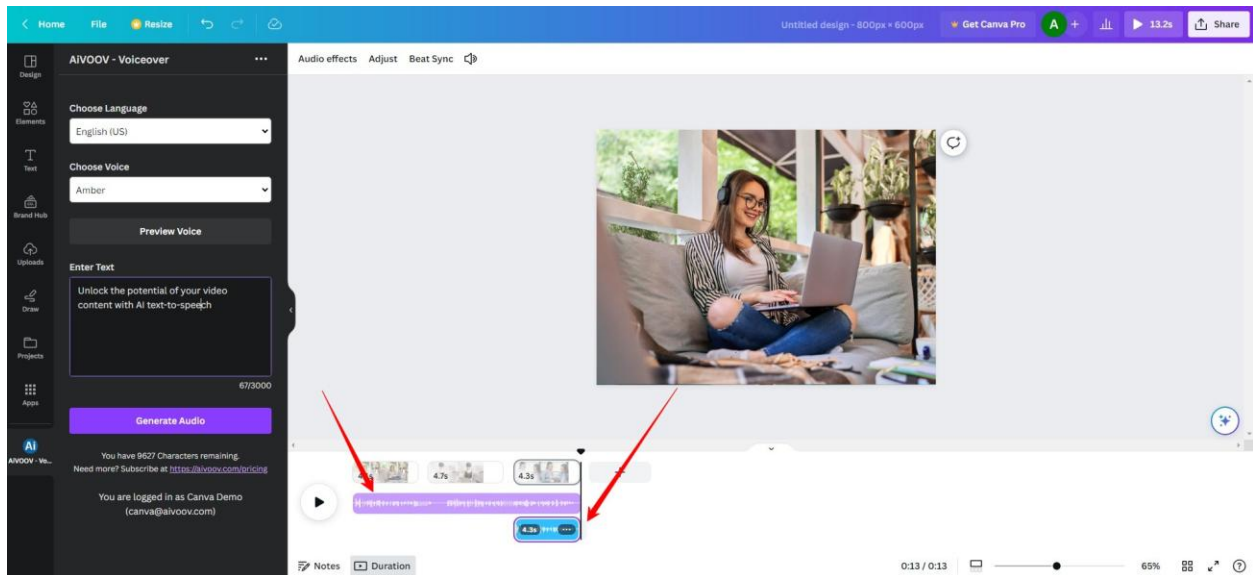 Home File Resize Untitled design - 800px × 600px Get Canva Pro A + 13.2s Share
Design
Elements
Text
Brand Hub
Uploads
Draw
Projects
Apps
AiVOOV - Ve...
AiVOOV - Voiceover
Choose Language
English (US)
Choose Voice
Amber
Preview Voice
Enter Text
Unlock the potential of your video
content with AI text-to-speech
67/3000
Generate Audio
You have 9627 Characters remaining.
Need more? Subscribe at https://aivoov.com/pricing
You are logged in as Canva Demo
(canva@aivoov.com)
Audio effects Adjust Beat Sync
4.7s 4.3s
4.3s
Notes Duration 0:13 / 0:13 65%